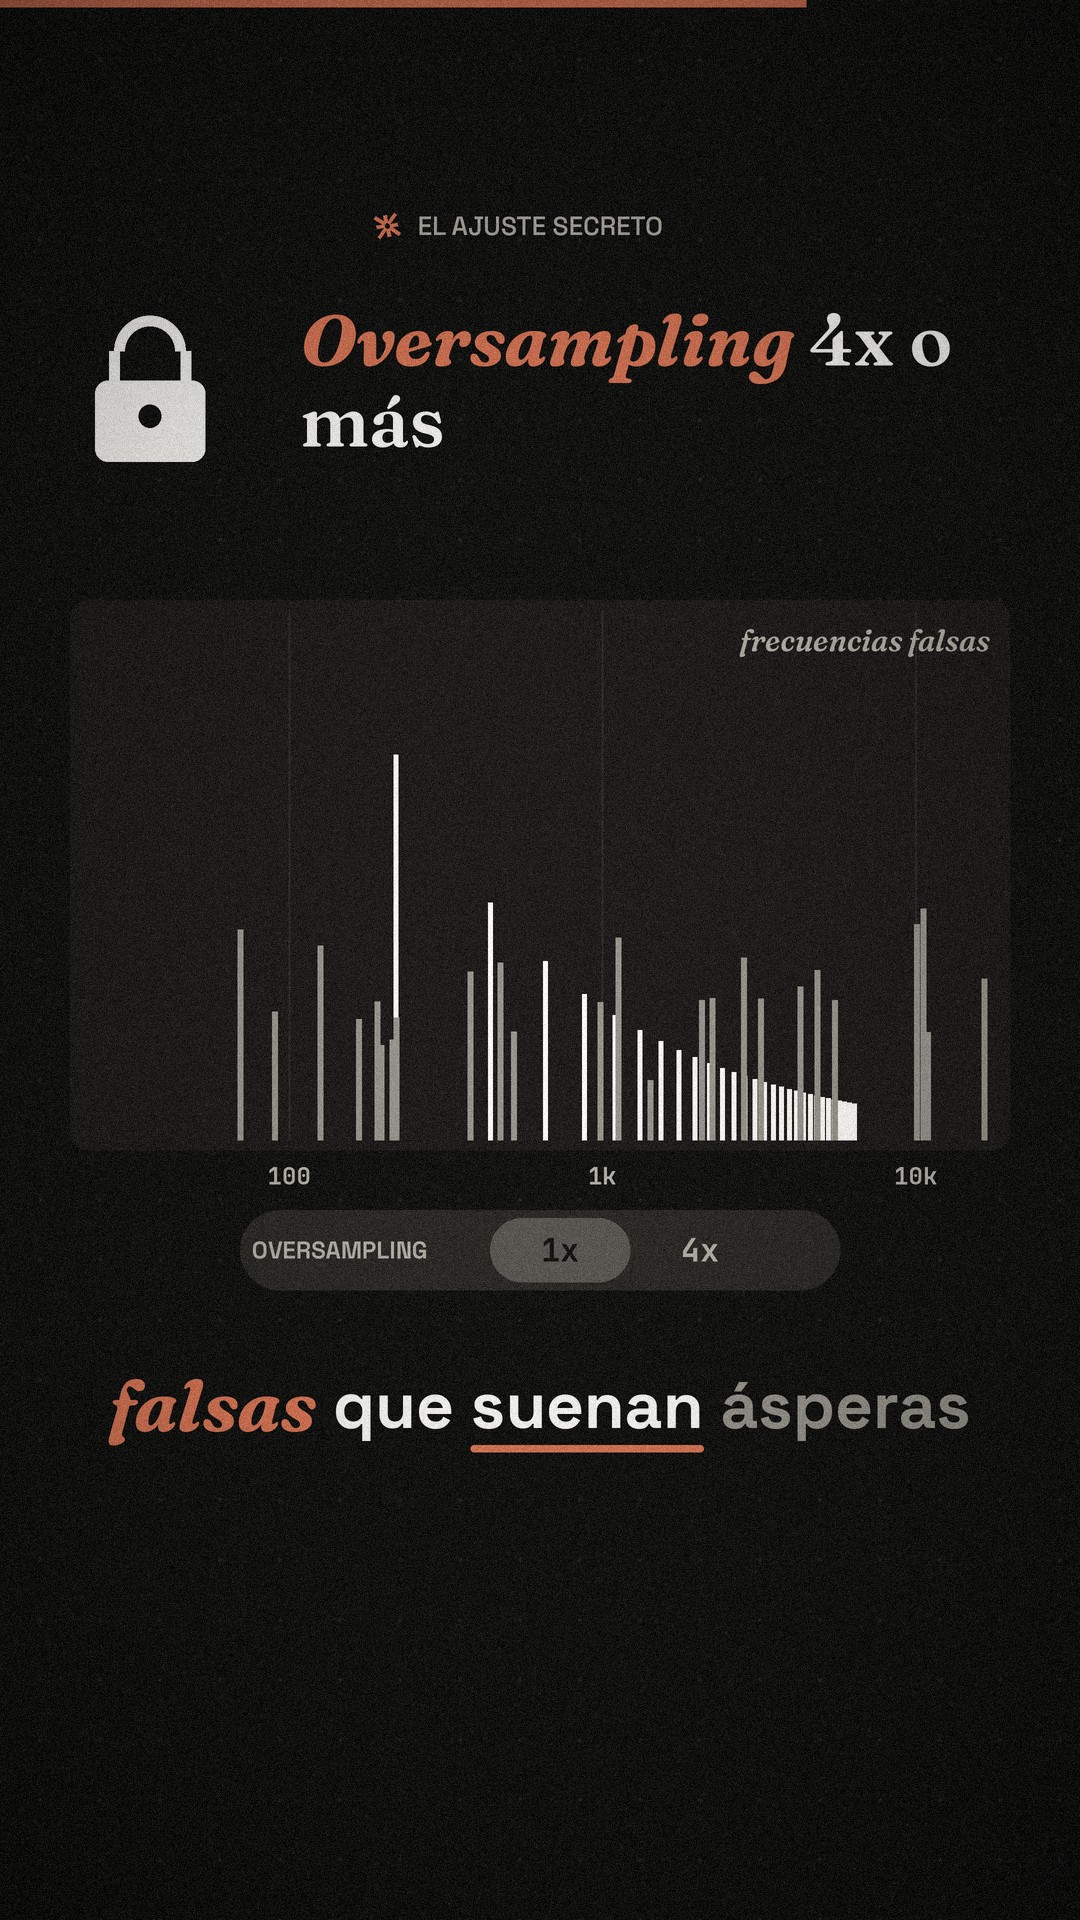 EL AJUSTE SECRETO
Oversampling 4x o
más
frecuencias falsas
100 1k 10k
OVERSAMPLING 1x 4x
falsas que suenan ásperas